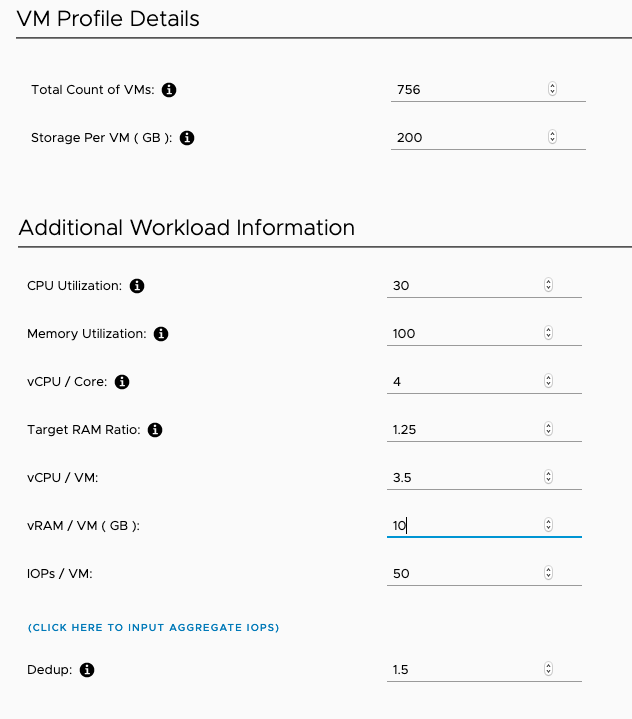 VM Profile Details
Total Count of VMs: 756
Storage Per VM ( GB ): 200
Additional Workload Information
CPU Utilization: 30
Memory Utilization: 100
vCPU / Core: 4
Target RAM Ratio: 1.25
vCPU / VM: 3.5
vRAM / VM ( GB ): 10
IOPs / VM: 50
(CLICK HERE TO INPUT AGGREGATE IOPS)
Dedup: 1.5